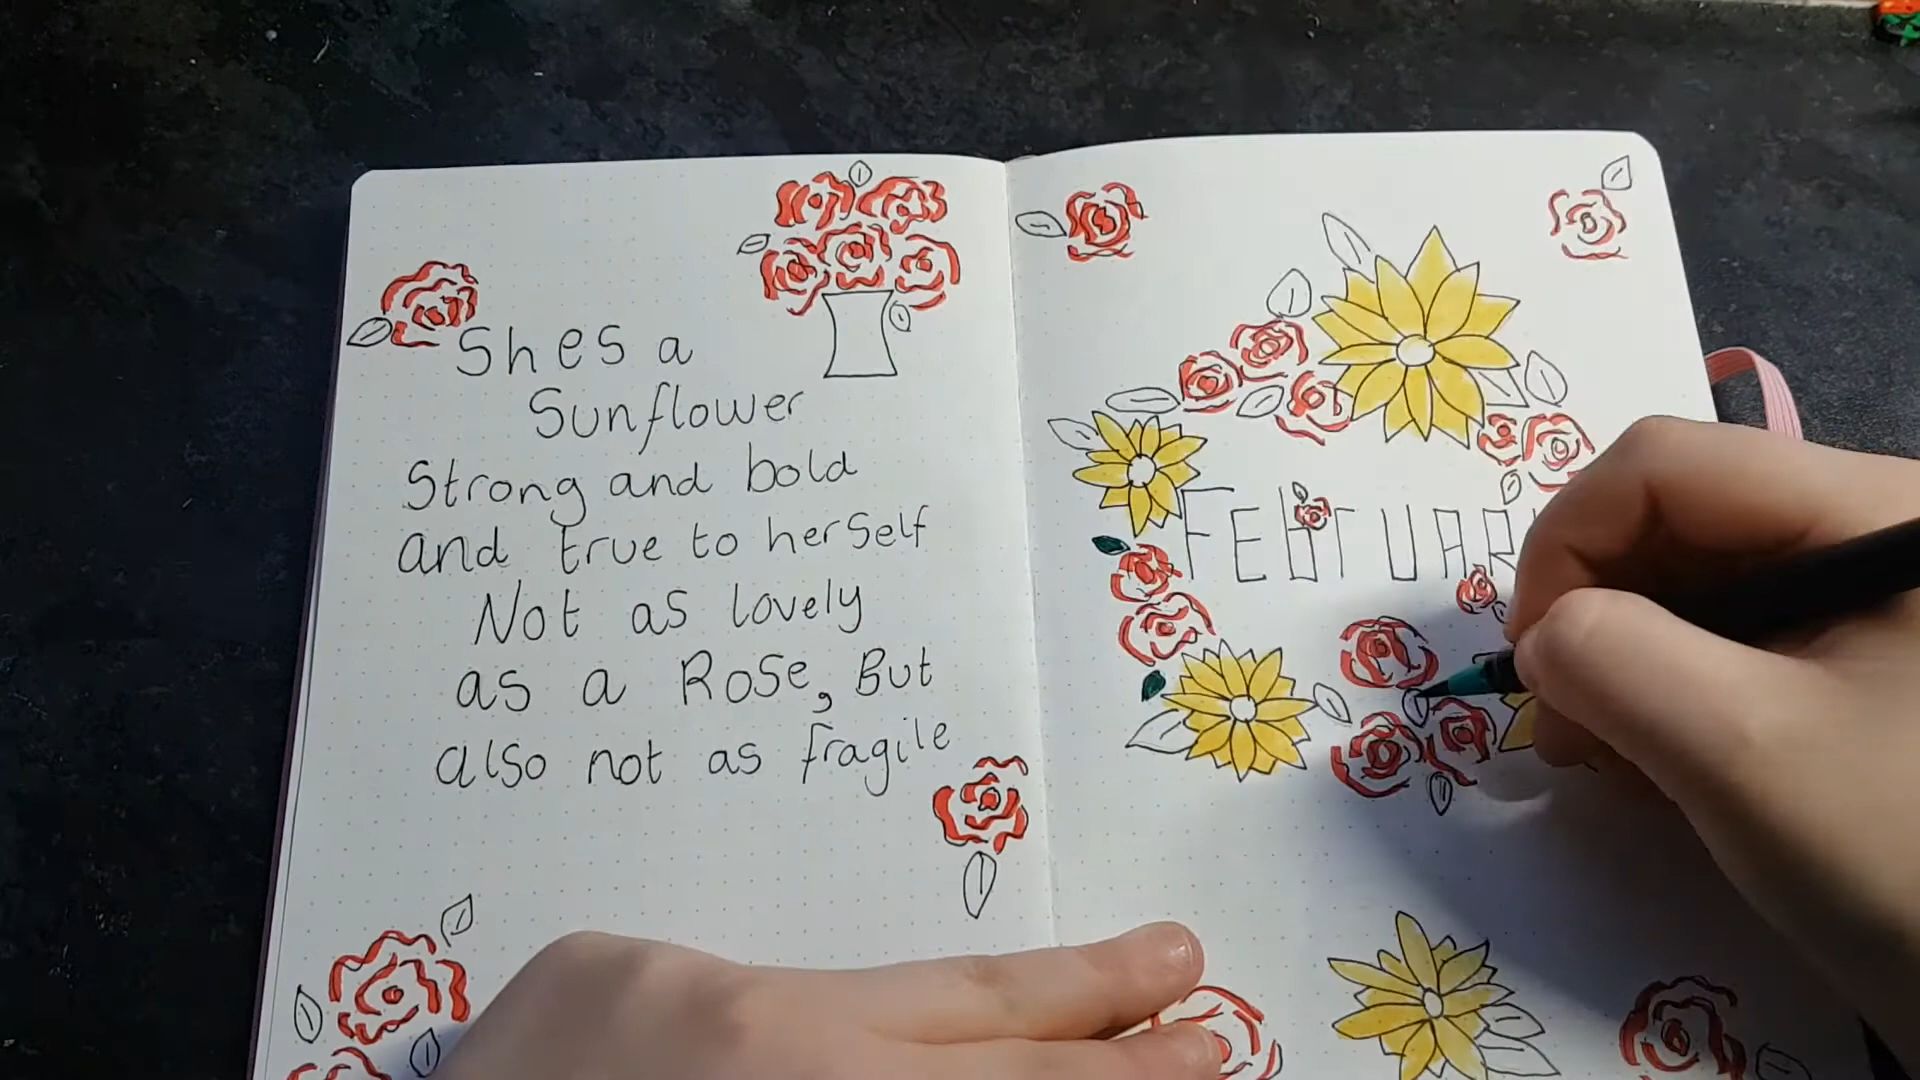 Shes a
Sunflower
Strong and bold
and true to herself
Not as lovely
as a Rose, But
also not as fragile
February